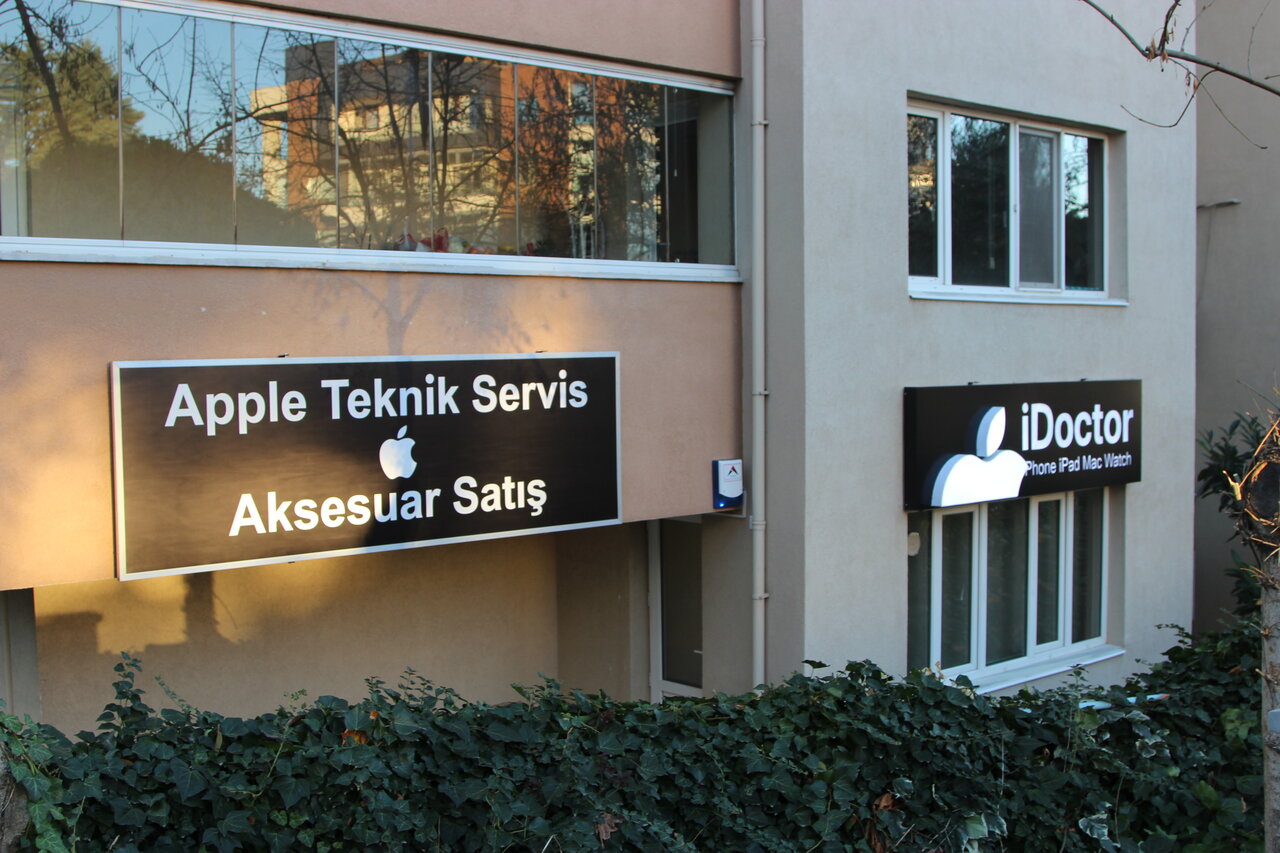 Apple Teknik Servis
Aksesuar Satış
iDoctor
iPhone iPad Mac Watch